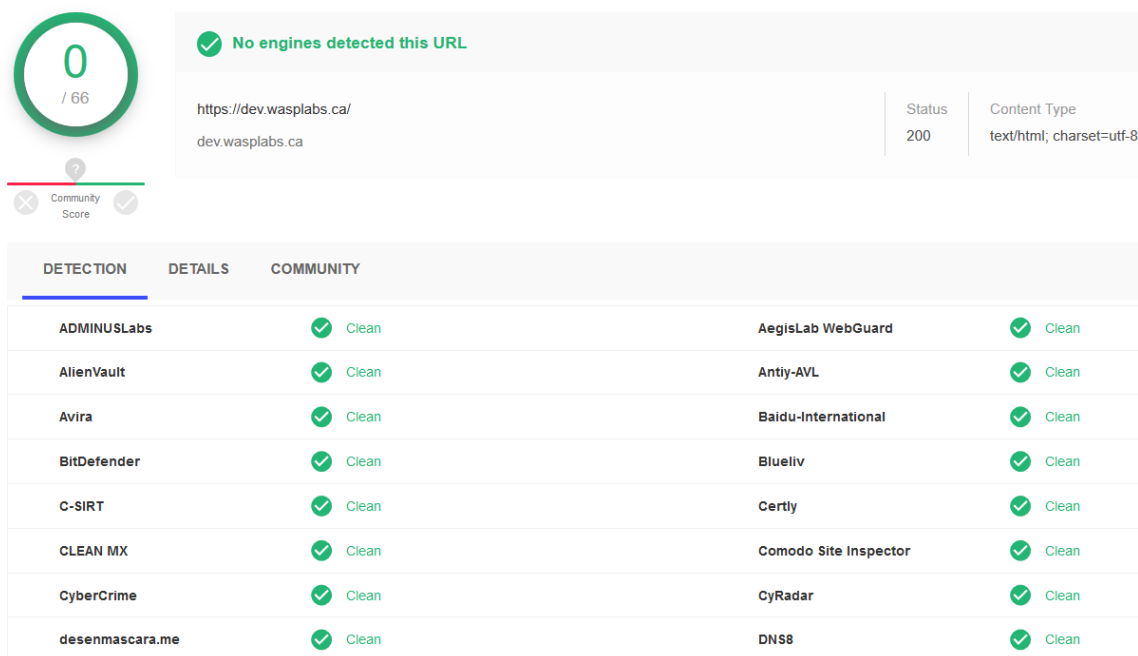 0
/ 66
No engines detected this URL
https://dev.wasplabs.ca/
dev.wasplabs.ca
Status
200
Content Type
text/html; charset=utf-8
?
Community
Score
DETECTION DETAILS COMMUNITY
ADMINUSLabs Clean AegisLab WebGuard Clean
AlienVault Clean Antiy-AVL Clean
Avira Clean Baidu-International Clean
BitDefender Clean Blueliv Clean
C-SIRT Clean Certly Clean
CLEAN MX Clean Comodo Site Inspector Clean
CyberCrime Clean CyRadar Clean
desenmascara.me Clean DNS8 Clean